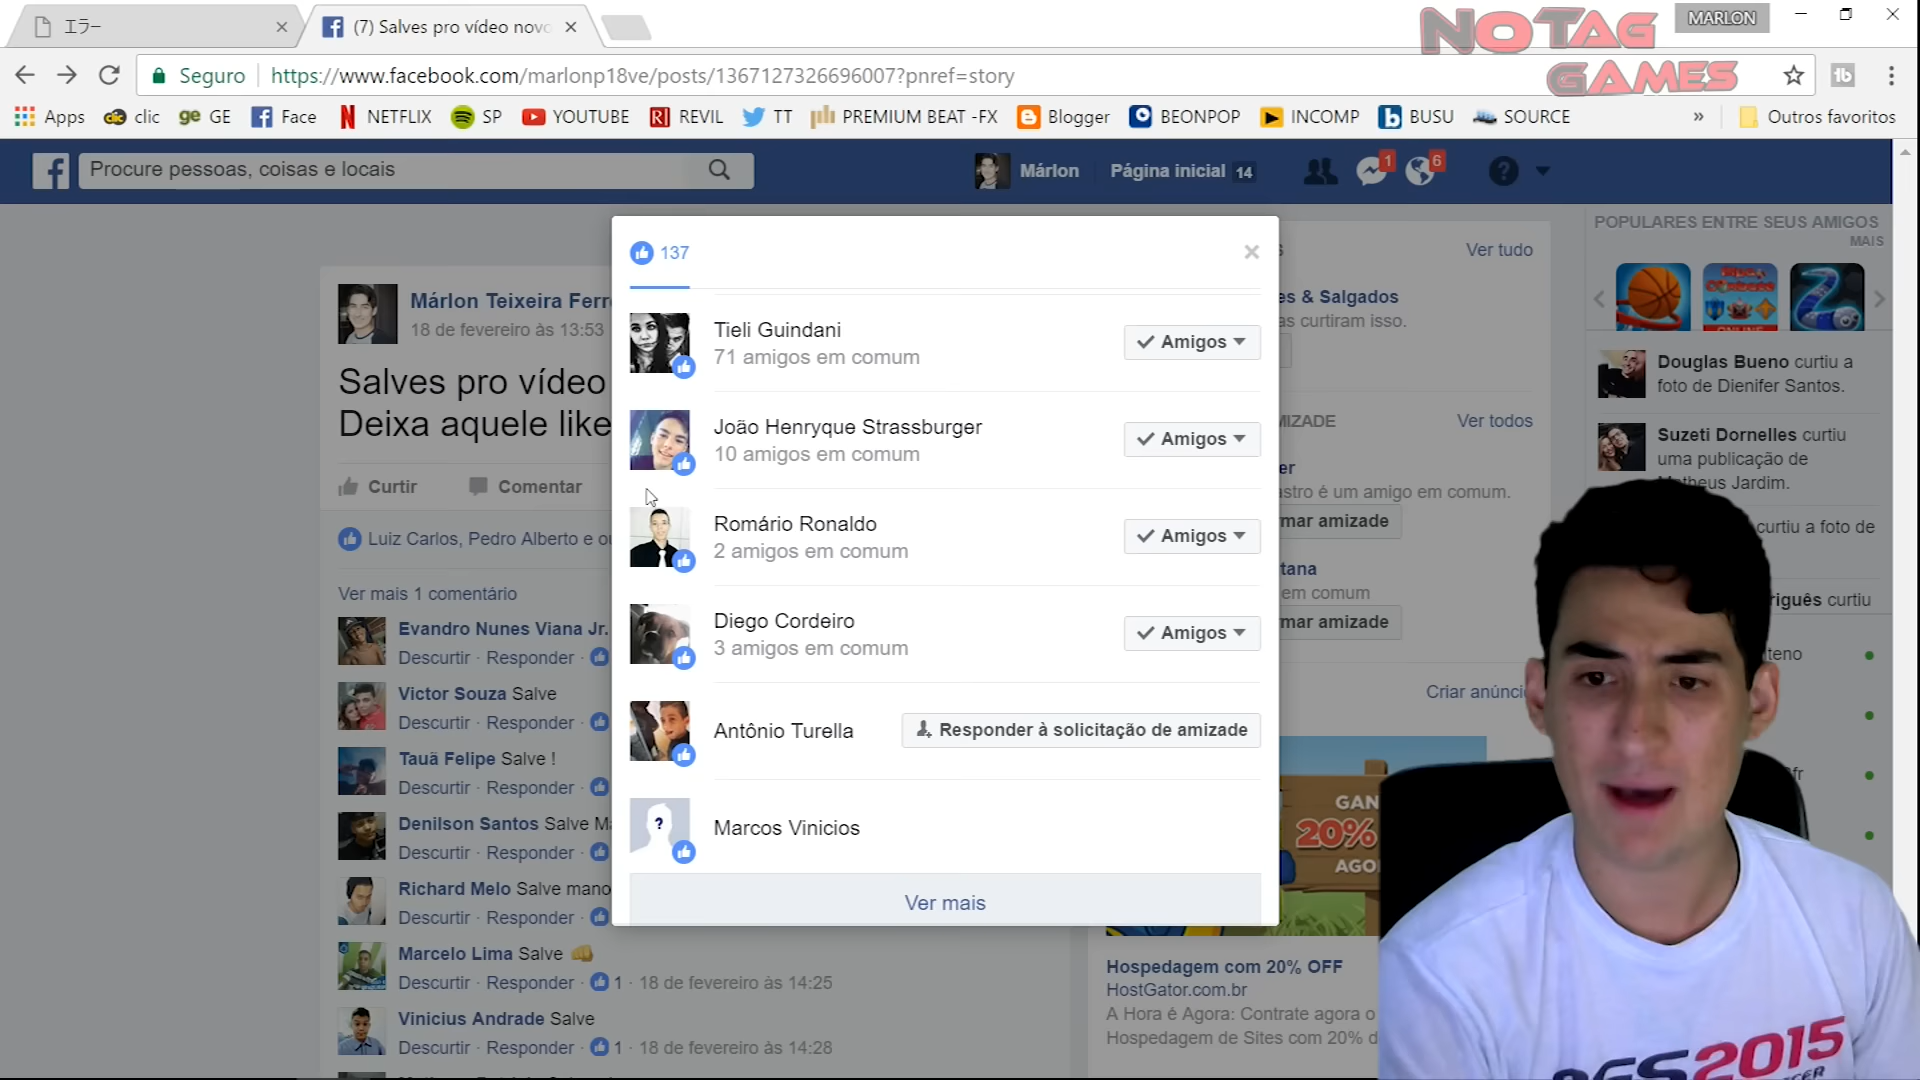 エラー
(7) Salves pro vídeo novo
NoTAG
GAMES
MARLON
Seguro
https://www.facebook.com/marlonp18ve/posts/1367127326696007?pnref=story
Apps
clic
GE
Face
NETFLIX
SP
YOUTUBE
REVIL
TT
PREMIUM BEAT -FX
Blogger
BEONPOP
INCOMP
BUSU
SOURCE
»
Outros favoritos
Procure pessoas, coisas e locais
Márlon
Página inicial 14
1
6
Márlon Teixeira Ferr
18 de fevereiro às 13:53
Salves pro vídeo
Deixa aquele like
Curtir
Comentar
Luiz Carlos, Pedro Alberto e ou
Ver mais 1 comentário
Evandro Nunes Viana Jr.
Descurtir · Responder ·
Victor Souza Salve
Descurtir · Responder ·
Tauã Felipe Salve !
Descurtir · Responder ·
Denilson Santos Salve Ma
Descurtir · Responder ·
Richard Melo Salve mano
Descurtir · Responder ·
Marcelo Lima Salve 👊
Descurtir · Responder · 1 · 18 de fevereiro às 14:25
Vinicius Andrade Salve
Descurtir · Responder · 1 · 18 de fevereiro às 14:28
137
Tieli Guindani
71 amigos em comum
Amigos
João Henryque Strassburger
10 amigos em comum
Amigos
Romário Ronaldo
2 amigos em comum
Amigos
Diego Cordeiro
3 amigos em comum
Amigos
Antônio Turella
Responder à solicitação de amizade
Marcos Vinicios
Ver mais
Ver tudo
es & Salgados
as curtiram isso.
MIZADE
Ver todos
er
astro é um amigo em comum.
mar amizade
tana
em comum
mar amizade
Criar anúncio
GAN
20%
AGO
Hospedagem com 20% OFF
HostGator.com.br
A Hora é Agora: Contrate agora o
Hospedagem de Sites com 20% d
POPULARES ENTRE SEUS AMIGOS
MAIS
ONLINE
Douglas Bueno curtiu a
foto de Dienifer Santos.
Suzeti Dornelles curtiu
uma publicação de
Matheus Jardim.
curtiu a foto de
riguês curtiu
teno
fr
PES2015